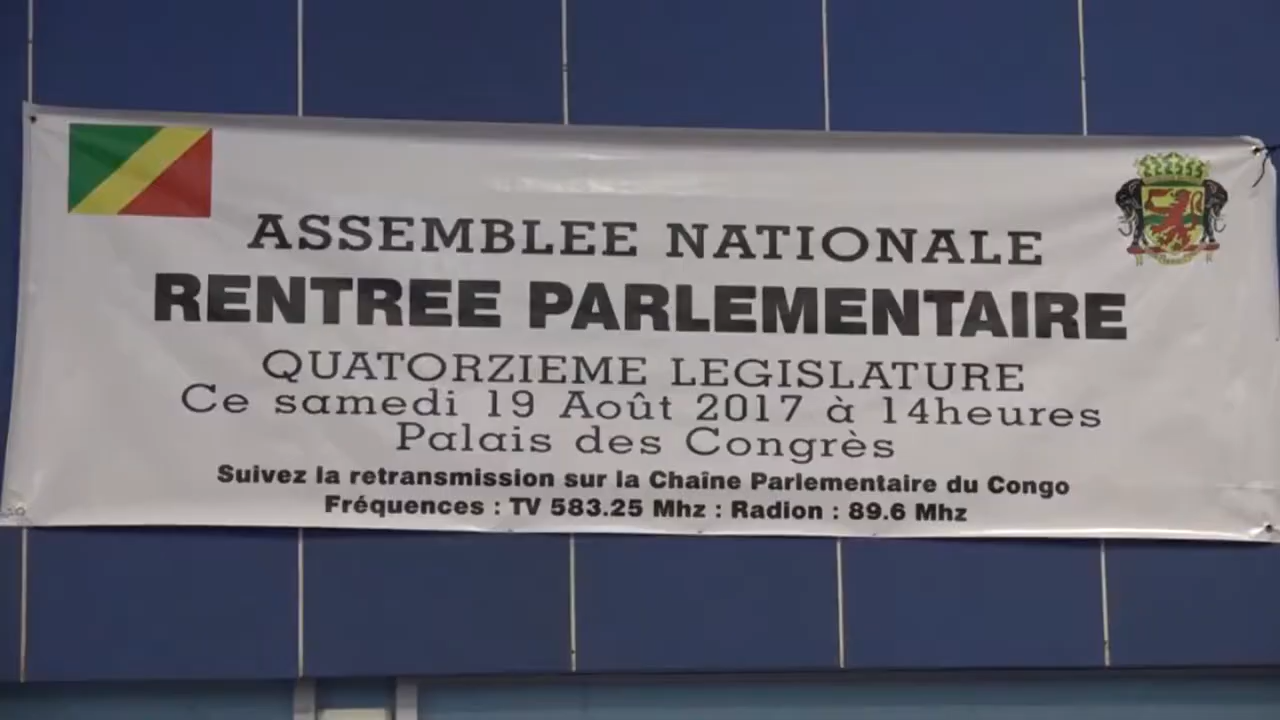 ASSEMBLEE NATIONALE
RENTREE PARLEMENTAIRE
QUATORZIEME LEGISLATURE
Ce samedi 19 Août 2017 à 14heures
Palais des Congrès
Suivez la retransmission sur la Chaîne Parlementaire du Congo
Fréquences : TV 583.25 Mhz : Radion : 89.6 Mhz